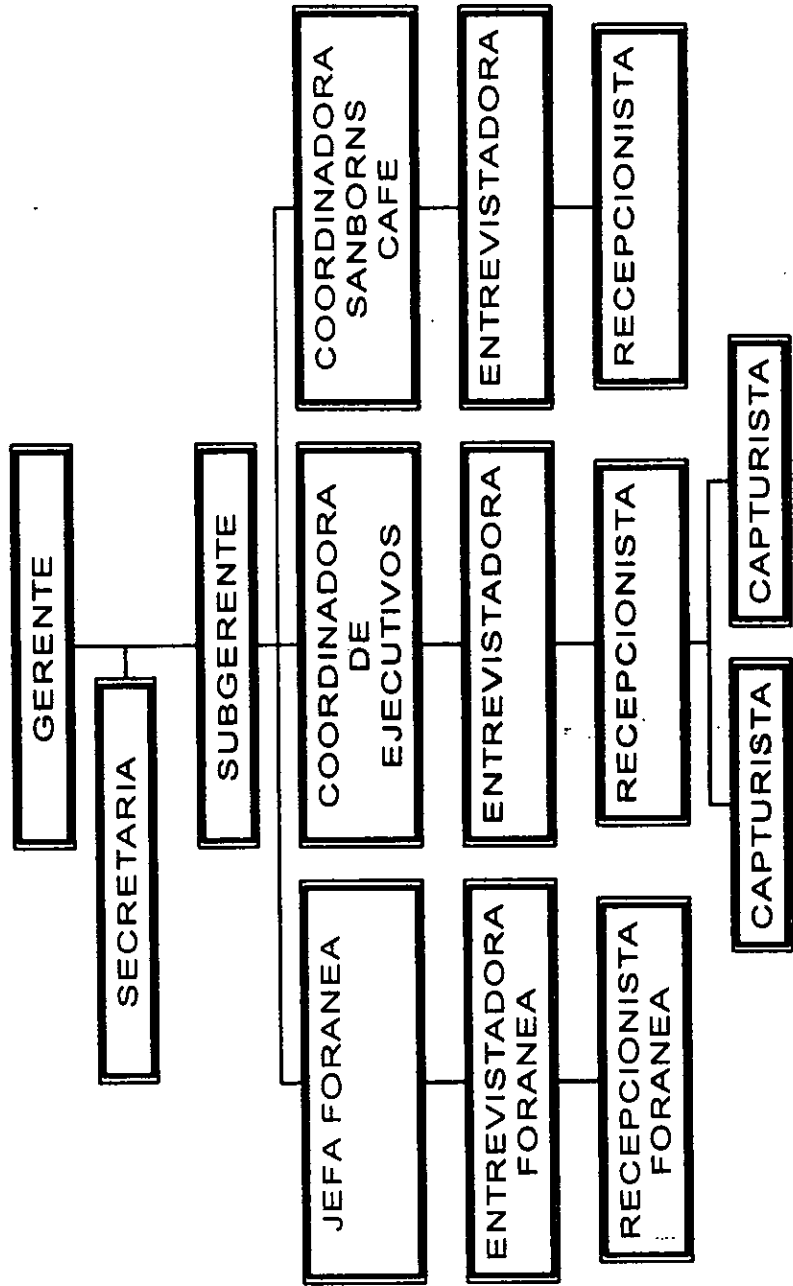 GERENTE
SECRETARIA
SUBGERENTE
JEFA FORANEA
COORDINADORA
DE
EJECUTIVOS
COORDINADORA
SANBORNS
CAFE
ENTREVISTADORA
FORANEA
ENTREVISTADORA
ENTREVISTADORA
RECEPCIONISTA
FORANEA
RECEPCIONISTA
RECEPCIONISTA
CAPTURISTA
CAPTURISTA